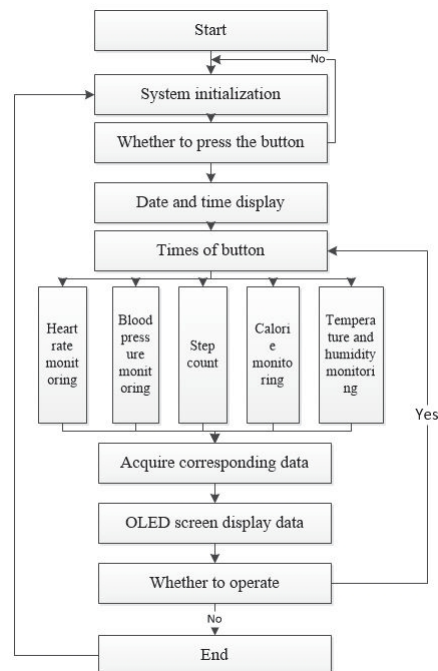 Start
No
System initialization
Whether to press the button
Date and time display
Times of button
Heart
rate
monit
oring
Blood
press
ure
monit
oring
Step
count
Calori
e
monito
ring
Tempera
ture and
humidity
monitori
ng
Yes
Acquire corresponding data
OLED screen display data
Whether to operate
No
End